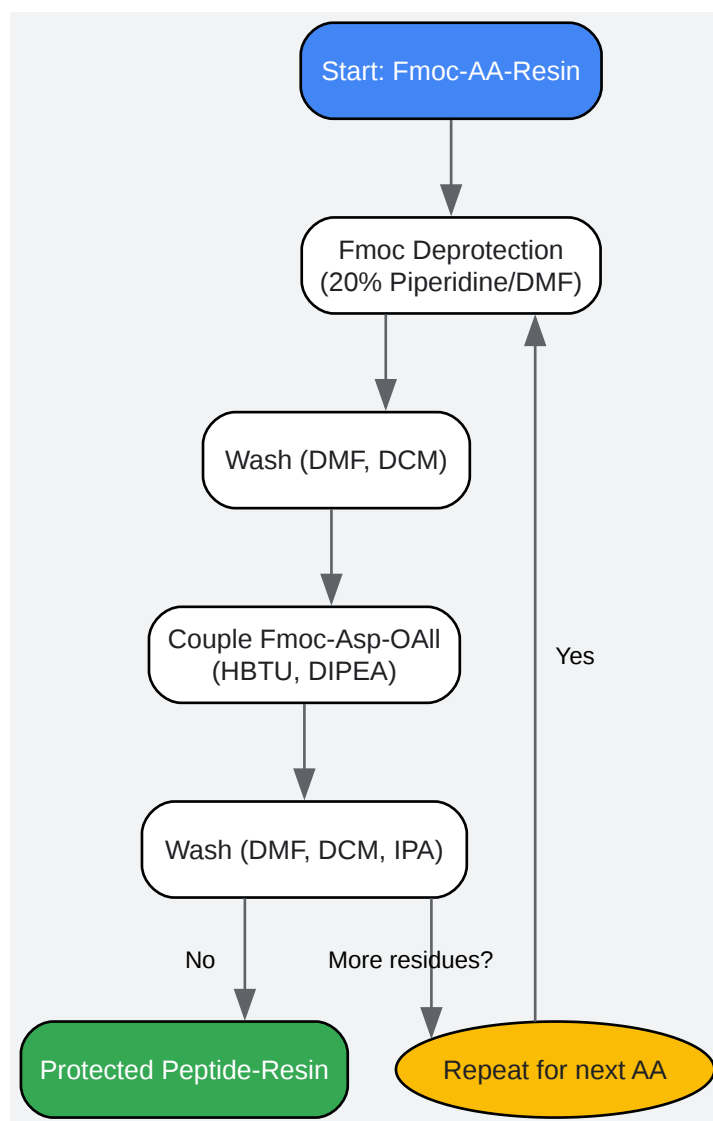 Start: Fmoc-AA-Resin
Fmoc Deprotection
(20% Piperidine/DMF)
Wash (DMF, DCM)
Couple Fmoc-Asp-OAll
(HBTU, DIPEA)
Yes
Wash (DMF, DCM, IPA)
No
More residues?
Protected Peptide-Resin
Repeat for next AA